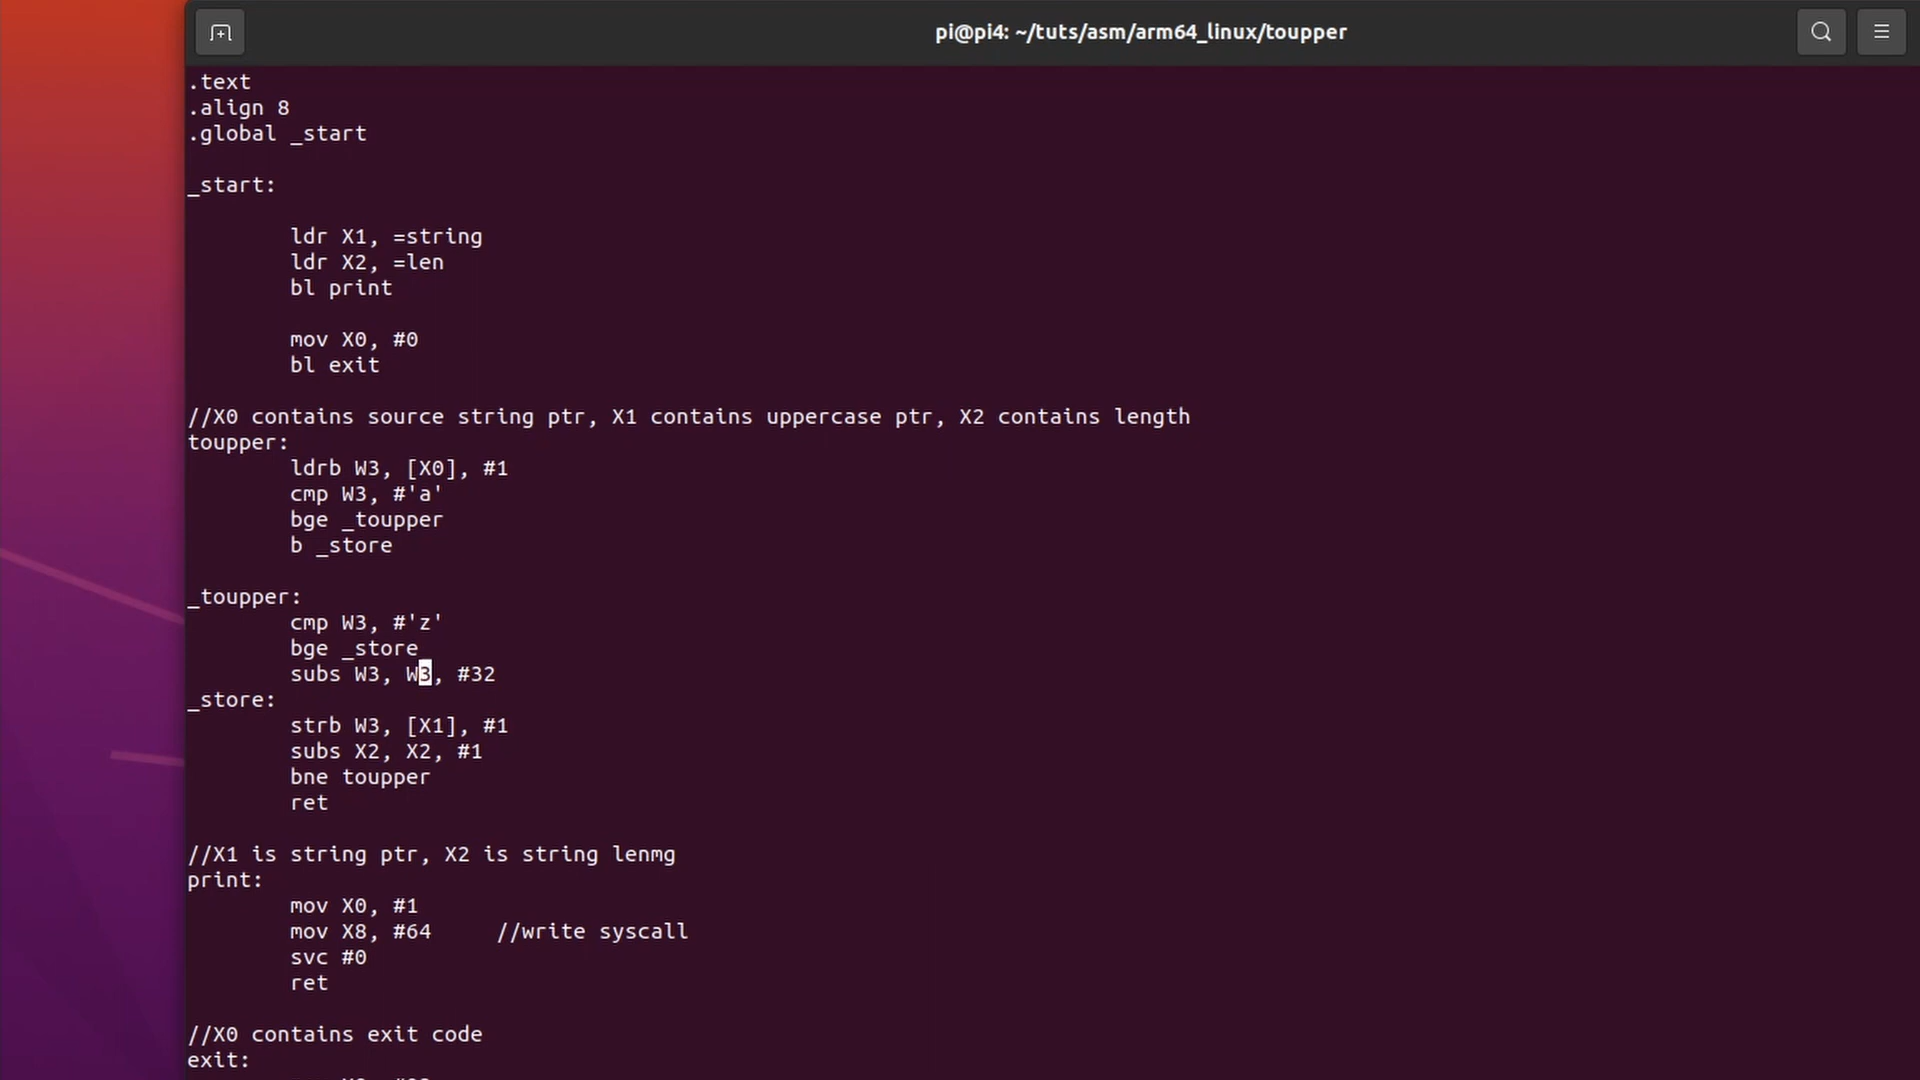 pi@pi4: ~/tuts/asm/arm64_linux/toupper
.text
.align 8
.global _start
_start:
ldr X1, =string
ldr X2, =len
bl print
mov X0, #0
bl exit
//X0 contains source string ptr, X1 contains uppercase ptr, X2 contains length
toupper:
ldrb W3, [X0], #1
cmp W3, #'a'
bge _toupper
b _store
_toupper:
cmp W3, #'z'
bge _store
subs W3, W3, #32
_store:
strb W3, [X1], #1
subs X2, X2, #1
bne toupper
ret
//X1 is string ptr, X2 is string lenmg
print:
mov X0, #1
mov X8, #64     //write syscall
svc #0
ret
//X0 contains exit code
exit: